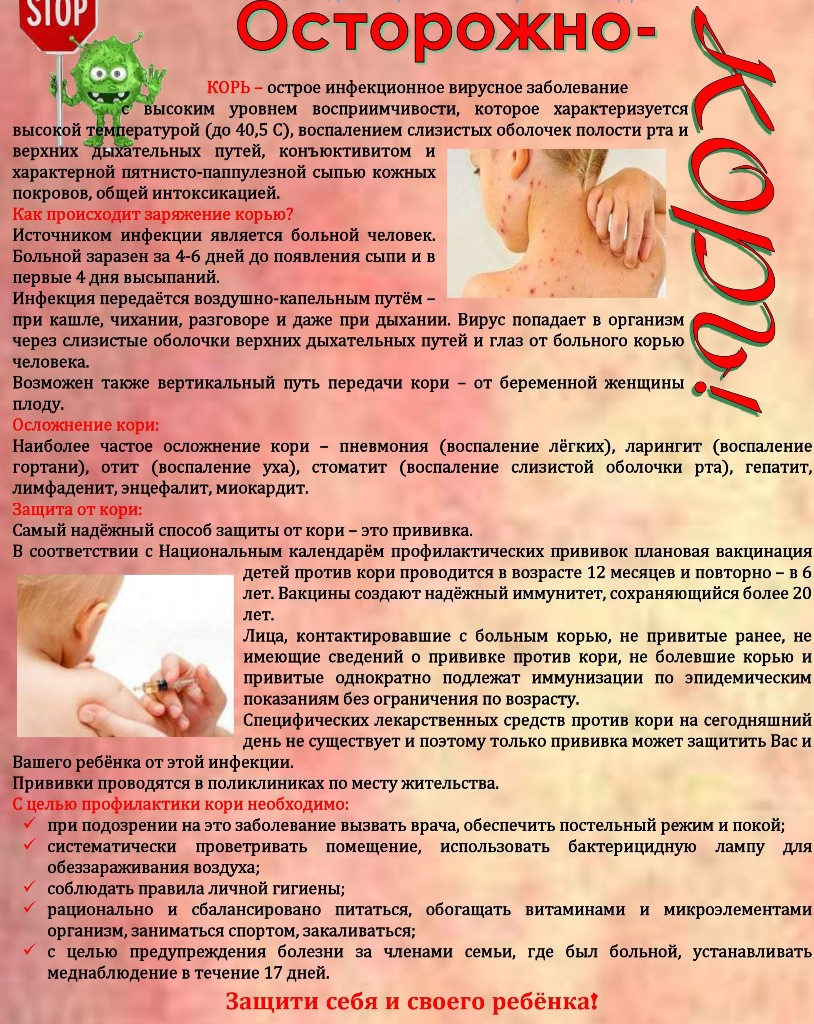 STOP
Осторожно-
корь!
КОРЬ – острое инфекционное вирусное заболевание
с высоким уровнем восприимчивости, которое характеризуется
высокой температурой (до 40,5 С), воспалением слизистых оболочек полости рта и
верхних дыхательных путей, конъюктивитом и
характерной пятнисто-паппулезной сыпью кожных
покровов, общей интоксикацией.
Как происходит заряжение корью?
Источником инфекции является больной человек.
Больной заразен за 4-6 дней до появления сыпи и в
первые 4 дня высыпаний.
Инфекция передаётся воздушно-капельным путём –
при кашле, чихании, разговоре и даже при дыхании. Вирус попадает в организм
через слизистые оболочки верхних дыхательных путей и глаз от больного корью
человека.
Возможен также вертикальный путь передачи кори – от беременной женщины
плоду.
Осложнение кори:
Наиболее частое осложнение кори – пневмония (воспаление лёгких), ларингит (воспаление
гортани), отит (воспаление уха), стоматит (воспаление слизистой оболочки рта), гепатит,
лимфаденит, энцефалит, миокардит.
Защита от кори:
Самый надёжный способ защиты от кори – это прививка.
В соответствии с Национальным календарём профилактических прививок плановая вакцинация
детей против кори проводится в возрасте 12 месяцев и повторно – в 6
лет. Вакцины создают надёжный иммунитет, сохраняющийся более 20
лет.
Лица, контактировавшие с больным корью, не привитые ранее, не
имеющие сведений о прививке против кори, не болевшие корью и
привитые однократно подлежат иммунизации по эпидемическим
показаниям без ограничения по возрасту.
Специфических лекарственных средств против кори на сегодняшний
день не существует и поэтому только прививка может защитить Вас и
Вашего ребёнка от этой инфекции.
Прививки проводятся в поликлиниках по месту жительства.
С целью профилактики кори необходимо:
✓ при подозрении на это заболевание вызвать врача, обеспечить постельный режим и покой;
✓ систематически проветривать помещение, использовать бактерицидную лампу для
обеззараживания воздуха;
✓ соблюдать правила личной гигиены;
✓ рационально и сбалансировано питаться, обогащать витаминами и микроэлементами
организм, заниматься спортом, закаливаться;
✓ с целью предупреждения болезни за членами семьи, где был больной, устанавливать
меднаблюдение в течение 17 дней.
Защити себя и своего ребёнка!